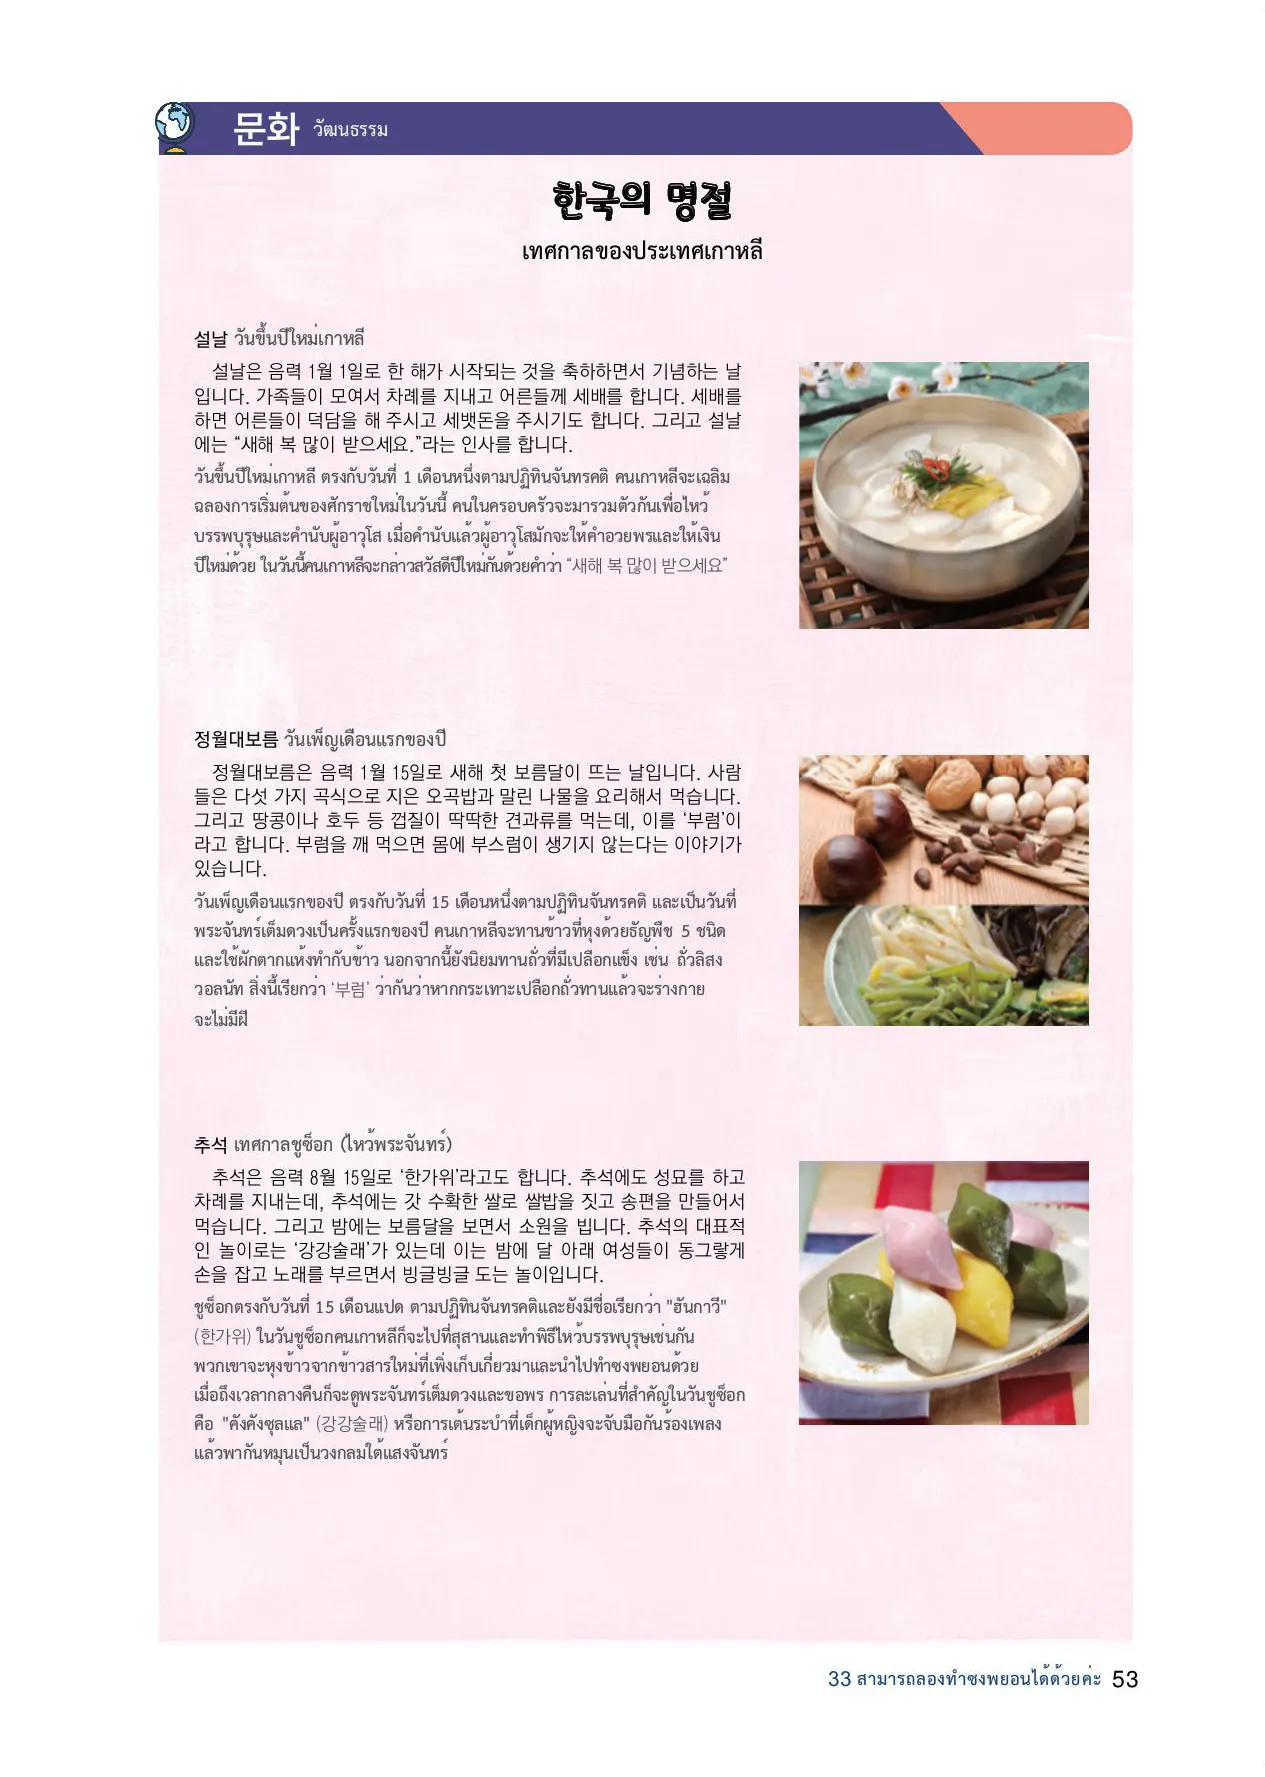 문화 วัฒนธรรม
한국의 명절
เทศกาลของประเทศเกาหลี
설날 วันขึ้นปีใหม่เกาหลี
설날은 음력 1월 1일로 한 해가 시작되는 것을 축하하면서 기념하는 날
입니다. 가족들이 모여서 차례를 지내고 어른들께 세배를 합니다. 세배를
하면 어른들이 덕담을 해 주시고 세뱃돈을 주시기도 합니다. 그리고 설날
에는 “새해 복 많이 받으세요.”라는 인사를 합니다.
วันขึ้นปีใหม่เกาหลี ตรงกับวันที่ 1 เดือนหนึ่งตามปฏิทินจันทรคติ คนเกาหลีจะเฉลิม
ฉลองการเริ่มต้นของศักราชใหม่ในวันนี้ คนในครอบครัวจะมารวมตัวกันเพื่อไหว้
บรรพบุรุษและคำนับผู้อาวุโส เมื่อคำนับแล้วผู้อาวุโสมักจะให้คำอวยพรและให้เงิน
ปีใหม่ด้วย ในวันนี้คนเกาหลีจะกล่าวสวัสดีปีใหม่กันด้วยคำว่า “새해 복 많이 받으세요”
정월대보름 วันเพ็ญเดือนแรกของปี
정월대보름은 음력 1월 15일로 새해 첫 보름달이 뜨는 날입니다. 사람
들은 다섯 가지 곡식으로 지은 오곡밥과 말린 나물을 요리해서 먹습니다.
그리고 땅콩이나 호두 등 껍질이 딱딱한 견과류를 먹는데, 이를 ‘부럼’이
라고 합니다. 부럼을 깨 먹으면 몸에 부스럼이 생기지 않는다는 이야기가
있습니다.
วันเพ็ญเดือนแรกของปี ตรงกับวันที่ 15 เดือนหนึ่งตามปฏิทินจันทรคติ และเป็นวันที่
พระจันทร์เต็มดวงเป็นครั้งแรกของปี คนเกาหลีจะทานข้าวที่หุงด้วยธัญพืช 5 ชนิด
และใช้ผักตากแห้งทำกับข้าว นอกจากนี้ยังนิยมทานถั่วที่มีเปลือกแข็ง เช่น ถั่วลิสง
วอลนัท สิ่งนี้เรียกว่า ‘부럼’ ว่ากันว่าหากกระเทาะเปลือกถั่วทานแล้วจะร่างกาย
จะไม่มีฝี
추석 เทศกาลชูซ็อก (ไหว้พระจันทร์)
추석은 음력 8월 15일로 ‘한가위’라고도 합니다. 추석에도 성묘를 하고
차례를 지내는데, 추석에는 갓 수확한 쌀로 쌀밥을 짓고 송편을 만들어서
먹습니다. 그리고 밤에는 보름달을 보면서 소원을 빕니다. 추석의 대표적
인 놀이로는 ‘강강술래’가 있는데 이는 밤에 달 아래 여성들이 동그랗게
손을 잡고 노래를 부르면서 빙글빙글 도는 놀이입니다.
ชูซ็อกตรงกับวันที่ 15 เดือนแปด ตามปฏิทินจันทรคติและยังมีชื่อเรียกว่า "ฮันกาวี"
(한가위) ในวันชูซ็อกคนเกาหลีก็จะไปที่สุสานและทำพิธีไหว้บรรพบุรุษเช่นกัน
พวกเขาจะหุงข้าวจากข้าวสารใหม่ที่เพิ่งเก็บเกี่ยวมาและนำไปทำซงพยอนด้วย
เมื่อถึงเวลากลางคืนก็จะดูพระจันทร์เต็มดวงและขอพร การละเล่นที่สำคัญในวันชูซ็อก
คือ "คังคังซุลแล" (강강술래) หรือการเต้นระบำที่เด็กผู้หญิงจะจับมือกันร้องเพลง
แล้วพากันหมุนเป็นวงกลมใต้แสงจันทร์
33 สามารถลองทำซงพยอนได้ด้วยค่ะ 53